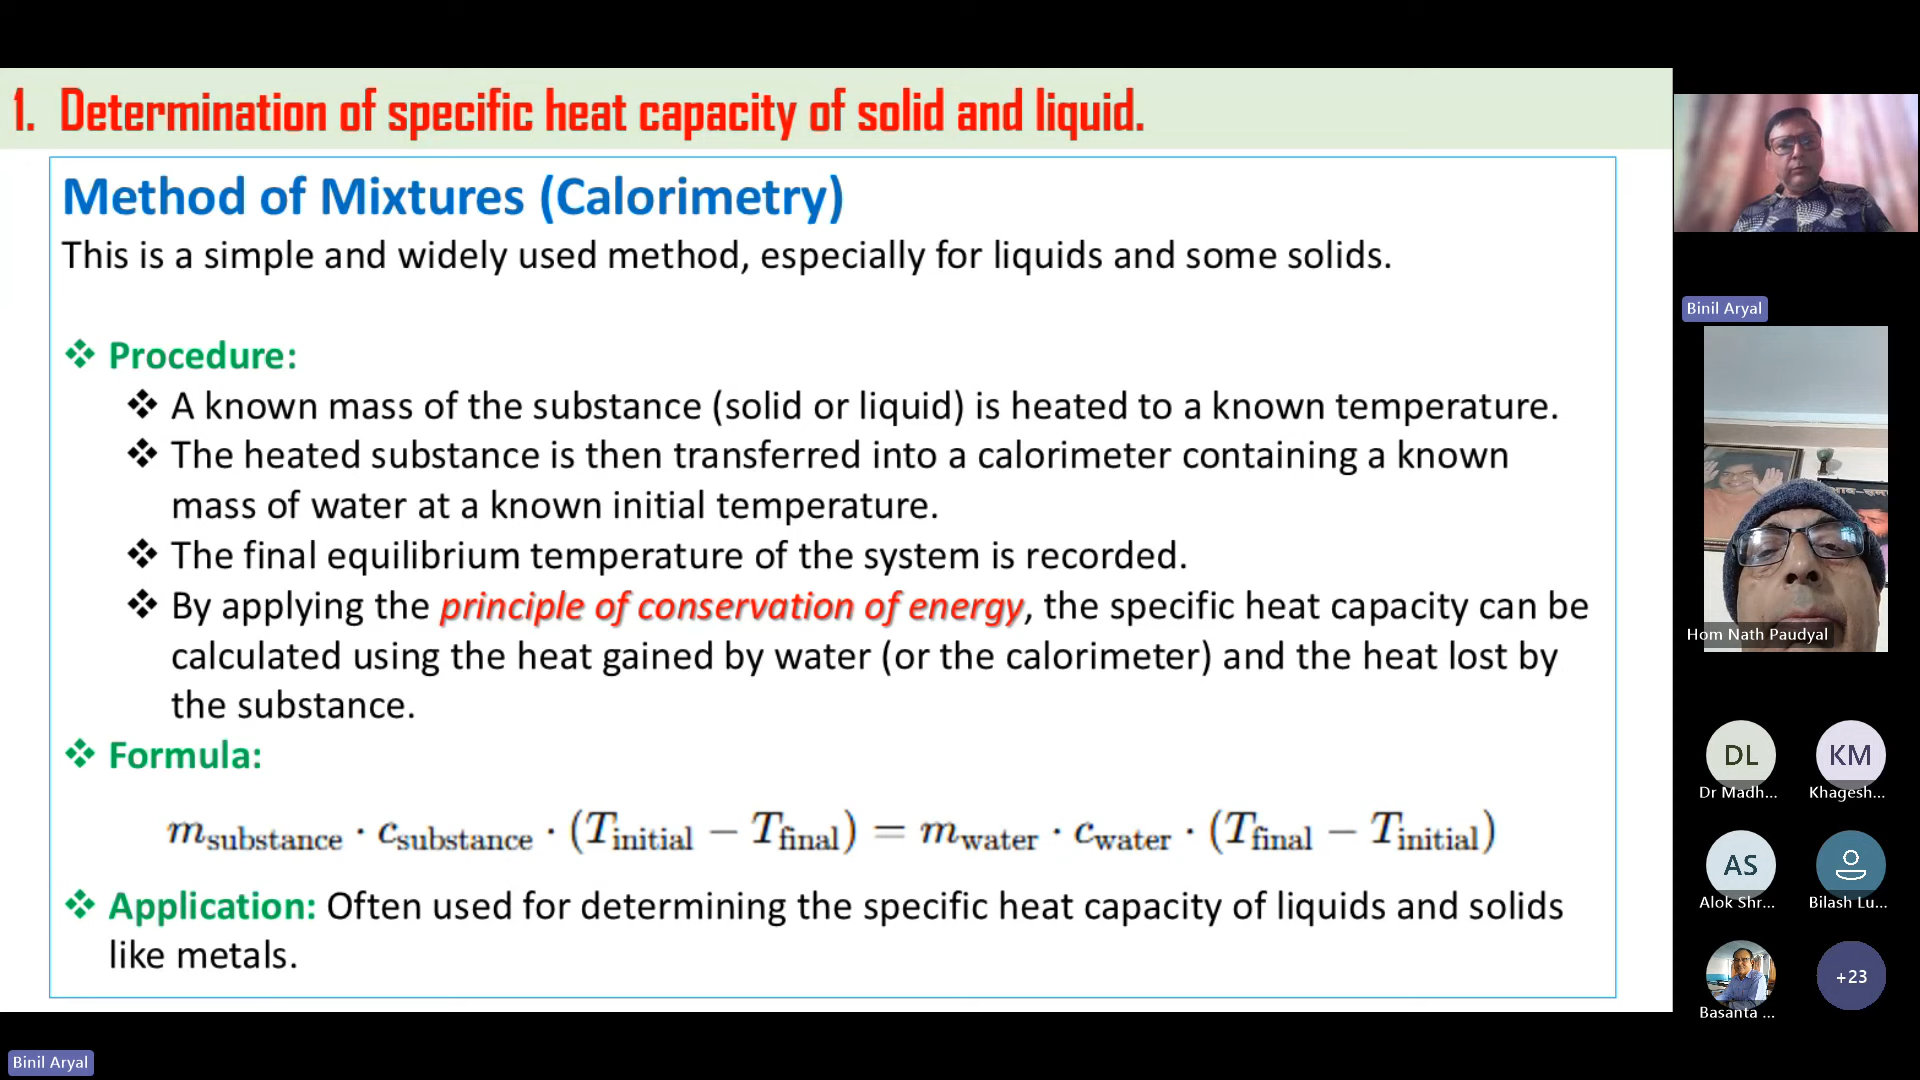 1. Determination of specific heat capacity of solid and liquid.
Method of Mixtures (Calorimetry)
This is a simple and widely used method, especially for liquids and some solids.
❖ Procedure:
❖ A known mass of the substance (solid or liquid) is heated to a known temperature.
❖ The heated substance is then transferred into a calorimeter containing a known
mass of water at a known initial temperature.
❖ The final equilibrium temperature of the system is recorded.
❖ By applying the principle of conservation of energy, the specific heat capacity can be
calculated using the heat gained by water (or the calorimeter) and the heat lost by
the substance.
❖ Formula:
m_substance · c_substance · (T_initial − T_final) = m_water · c_water · (T_final − T_initial)
❖ Application: Often used for determining the specific heat capacity of liquids and solids
like metals.
Binil Aryal
Binil Aryal
Hom Nath Paudyal
DL
Dr Madh...
KM
Khagesh...
AS
Alok Shr...
Bilash Lu...
Basanta ...
+23